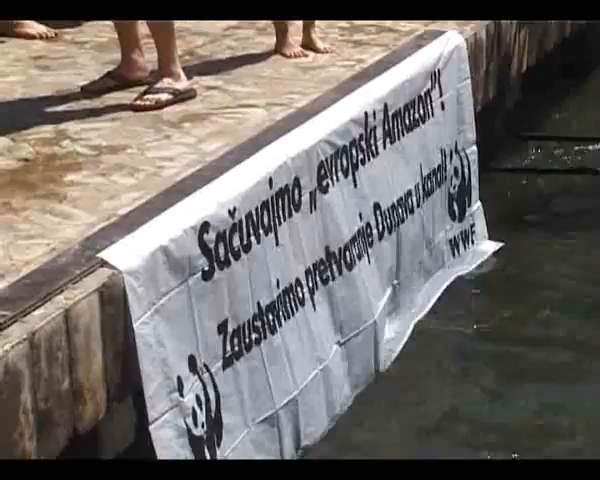 Sačuvajmo „evropski Amazon"!
Zaustavimo pretvaranje Dunava u kanal!
WWF